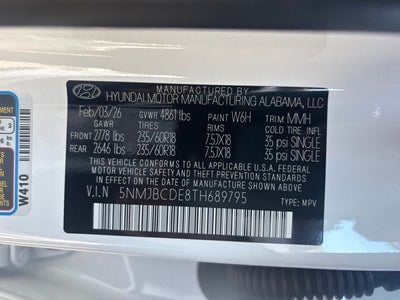 MANUFACTURED BY
HYUNDAI MOTOR MANUFACTURING ALABAMA, LLC
Feb/03/26 GVWR 4861 lbs PAINT W6H TRIM MMH
GAWR TIRES RIMS COLD INFL. PRES.
FRONT 2778 lbs 235/60R18 7.5JX18 35 psi SINGLE
REAR 2646 lbs 235/60R18 7.5JX18 35 psi SINGLE
THIS VEHICLE CONFORMS TO ALL APPLICABLE U.S.A. FEDERAL
MOTOR VEHICLE SAFETY, BUMPER,
& THEFT PREVENTION STANDARDS IN EFFECT ON THE DATE OF MANUFACTURE SHOWN ABOVE.
V.I.N 5NMJBCDE8TH689795
TYPE: MPV
W410